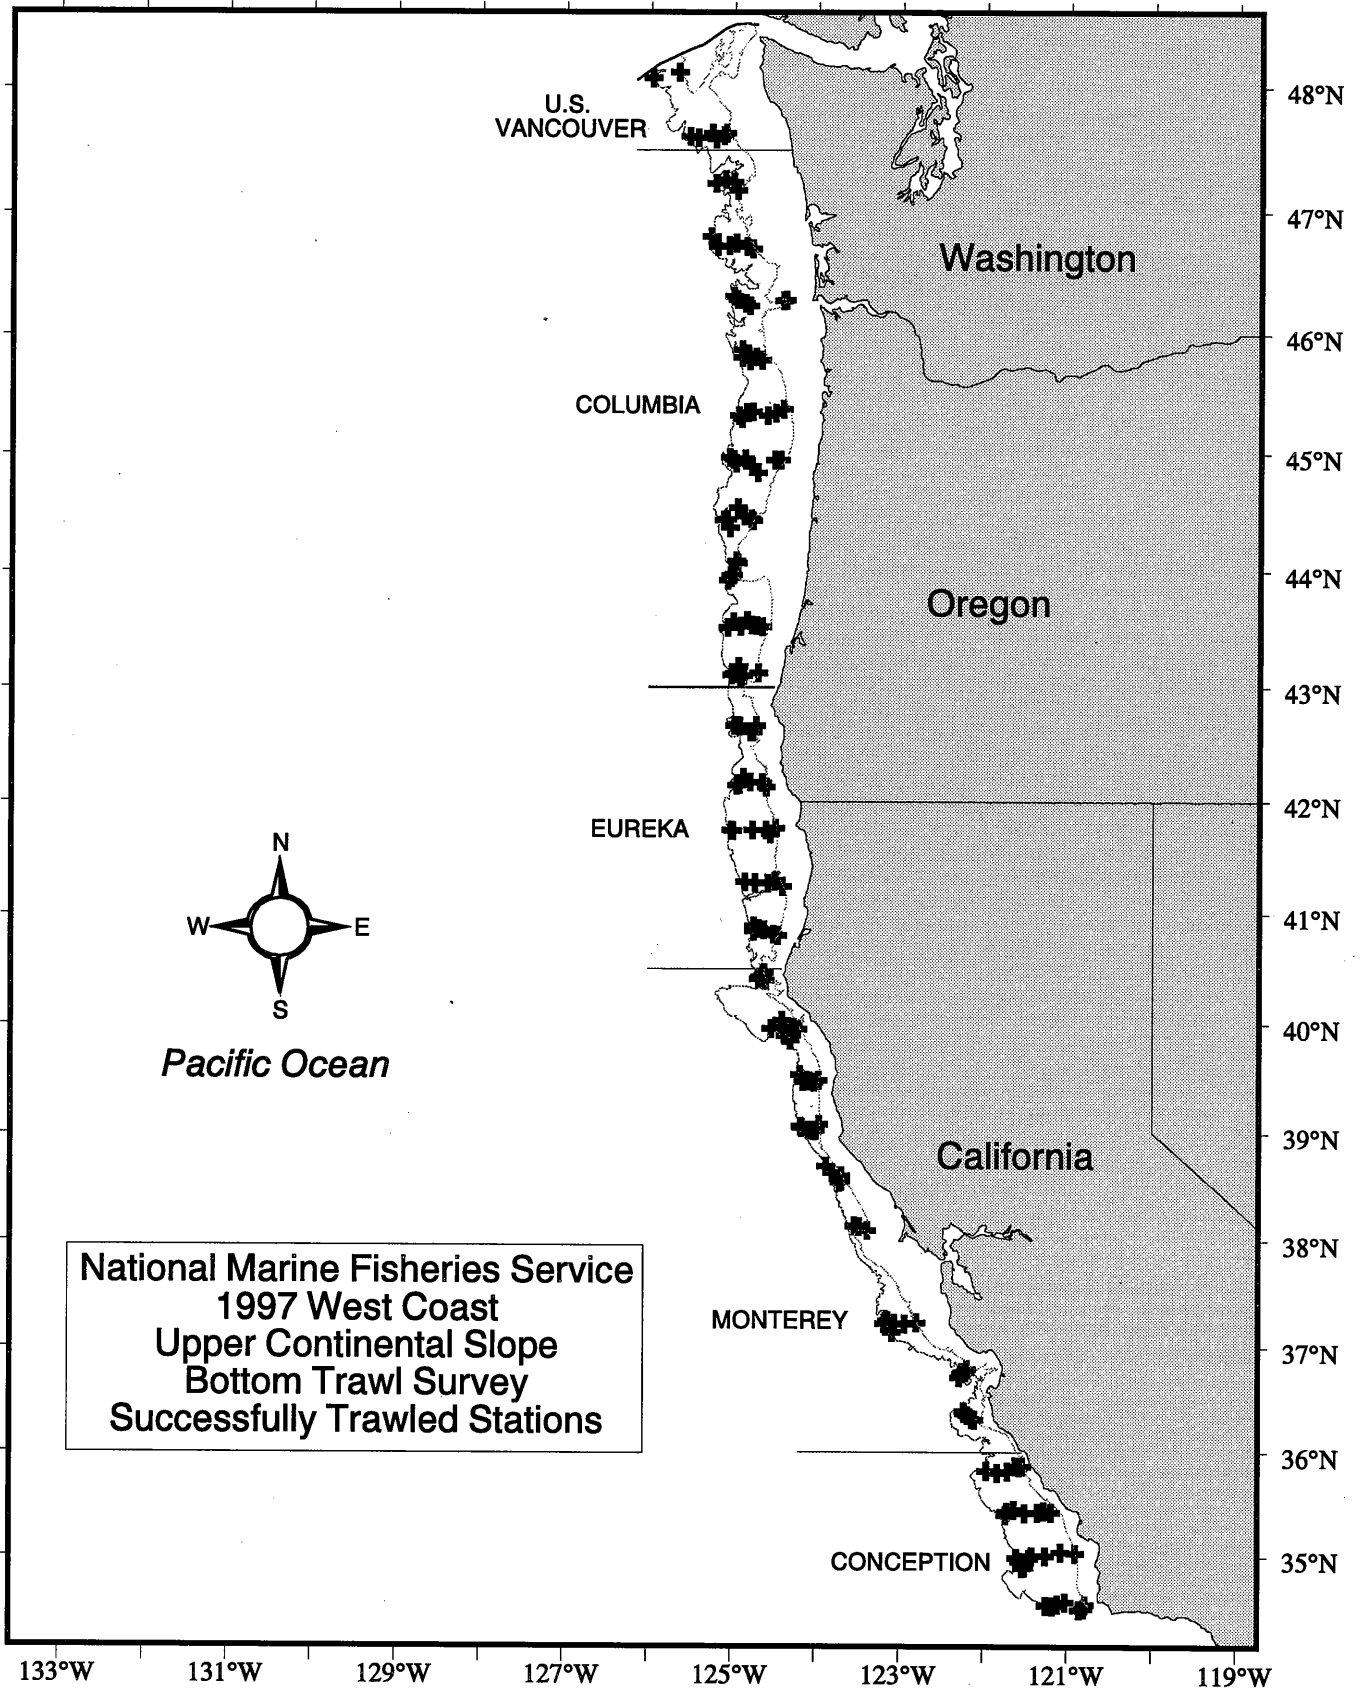 48°N
U.S.
VANCOUVER
47°N
Washington
46°N
COLUMBIA
45°N
44°N
Oregon
43°N
42°N
EUREKA
N
W
E
S
41°N
40°N
Pacific Ocean
39°N
California
38°N
National Marine Fisheries Service
1997 West Coast
Upper Continental Slope
Bottom Trawl Survey
Successfully Trawled Stations
MONTEREY
37°N
36°N
CONCEPTION
35°N
133°W
131°W
129°W
127°W
125°W
123°W
121°W
119°W